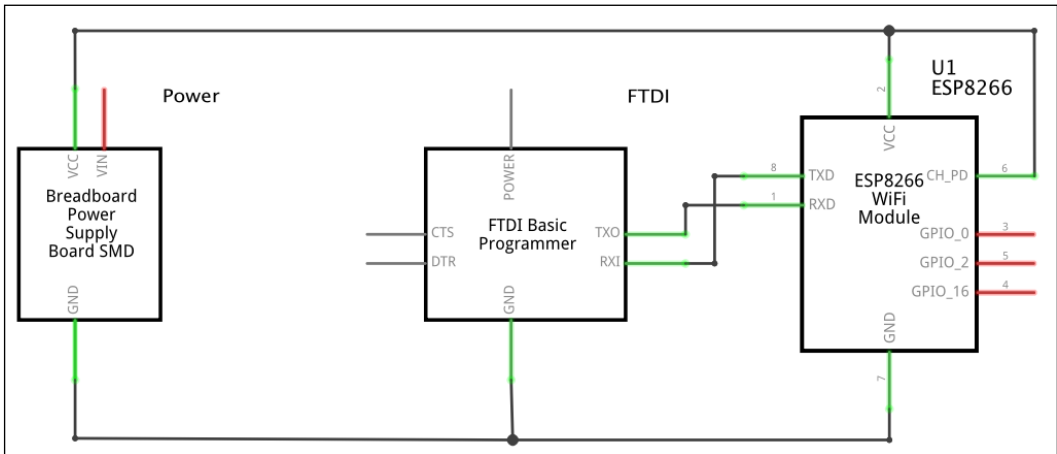 Power
FTDI
U1
ESP8266
VCC
VIN
Breadboard
Power
Supply
Board SMD
GND
POWER
CTS
DTR
FTDI Basic
Programmer
TXO
RXI
GND
8
1
2
VCC
TXD
RXD
ESP8266
WiFi
Module
CH_PD
6
GPIO_0
3
GPIO_2
5
GPIO_16
4
GND
7